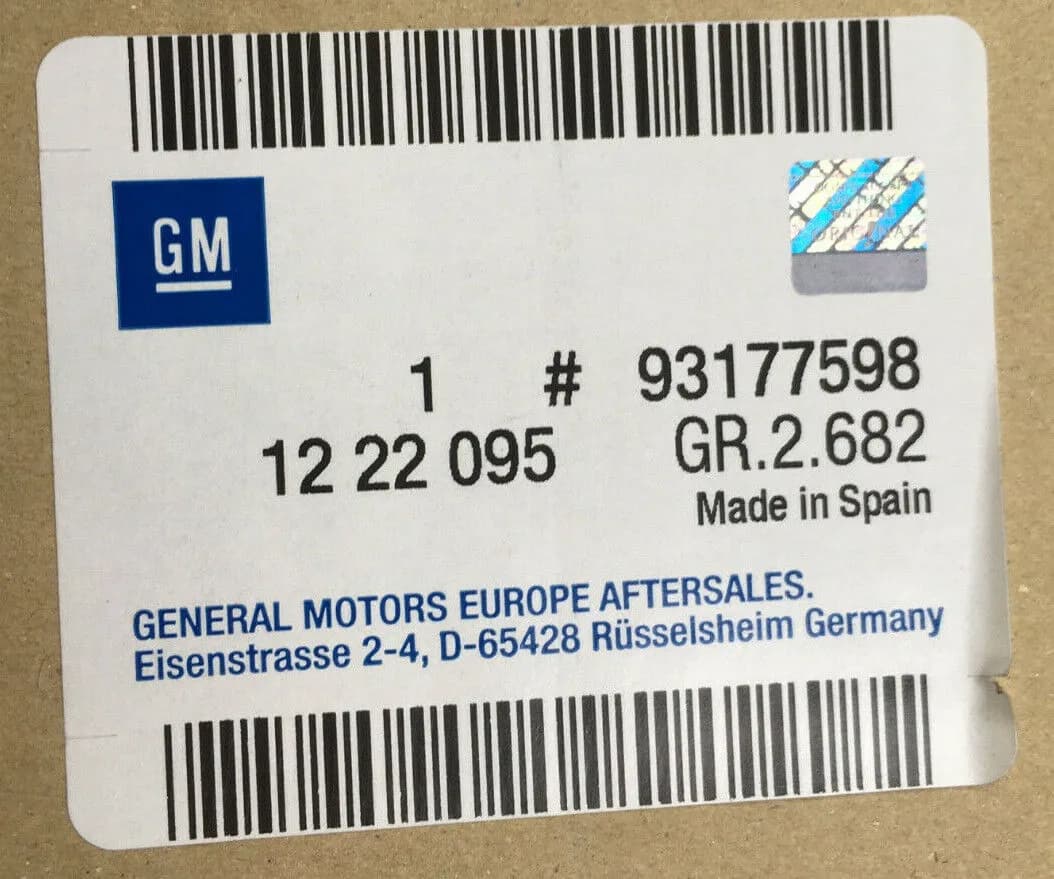 GM
1 # 93177598
12 22 095 GR.2.682
Made in Spain
GENERAL MOTORS EUROPE AFTERSALES.
Eisenstrasse 2-4, D-65428 Rüsselsheim Germany